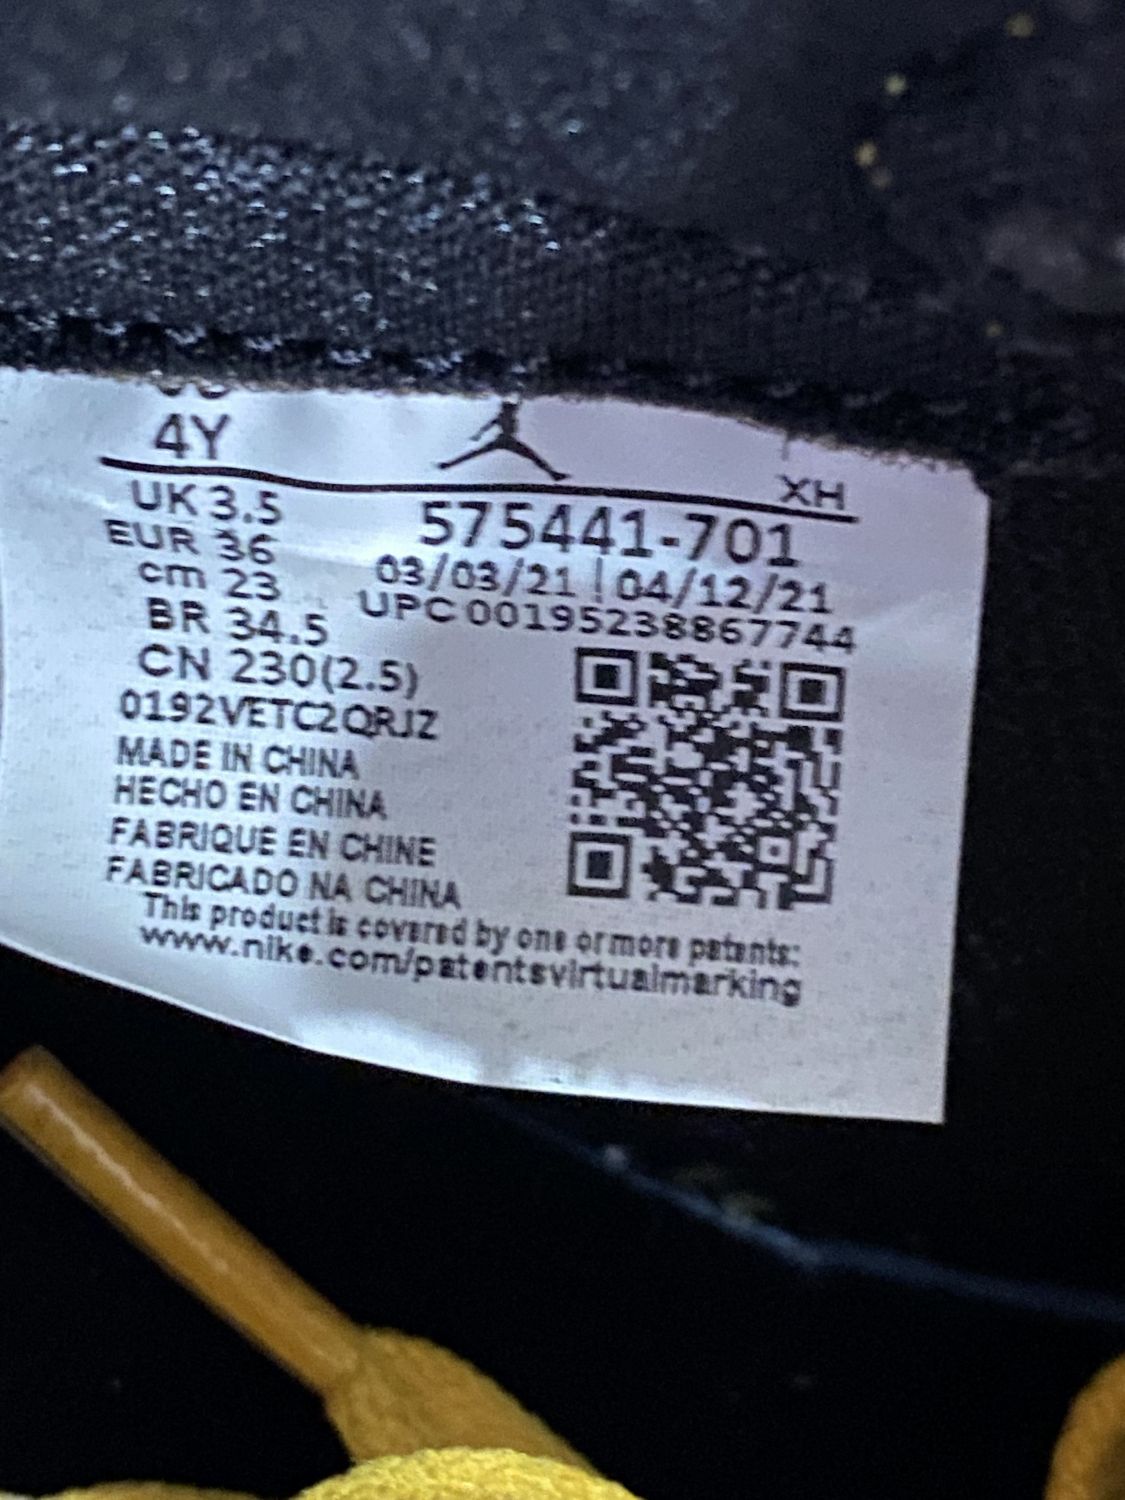 4Y
XH
UK 3.5
EUR 36
cm 23
BR 34.5
CN 230(2.5)
0192VETC2QRJZ
MADE IN CHINA
HECHO EN CHINA
FABRIQUE EN CHINE
FABRICADO NA CHINA
575441-701
03/03/21 | 04/12/21
UPC 00195238867744
This product is covered by one or more patents:
www.nike.com/patentsvirtualmarking